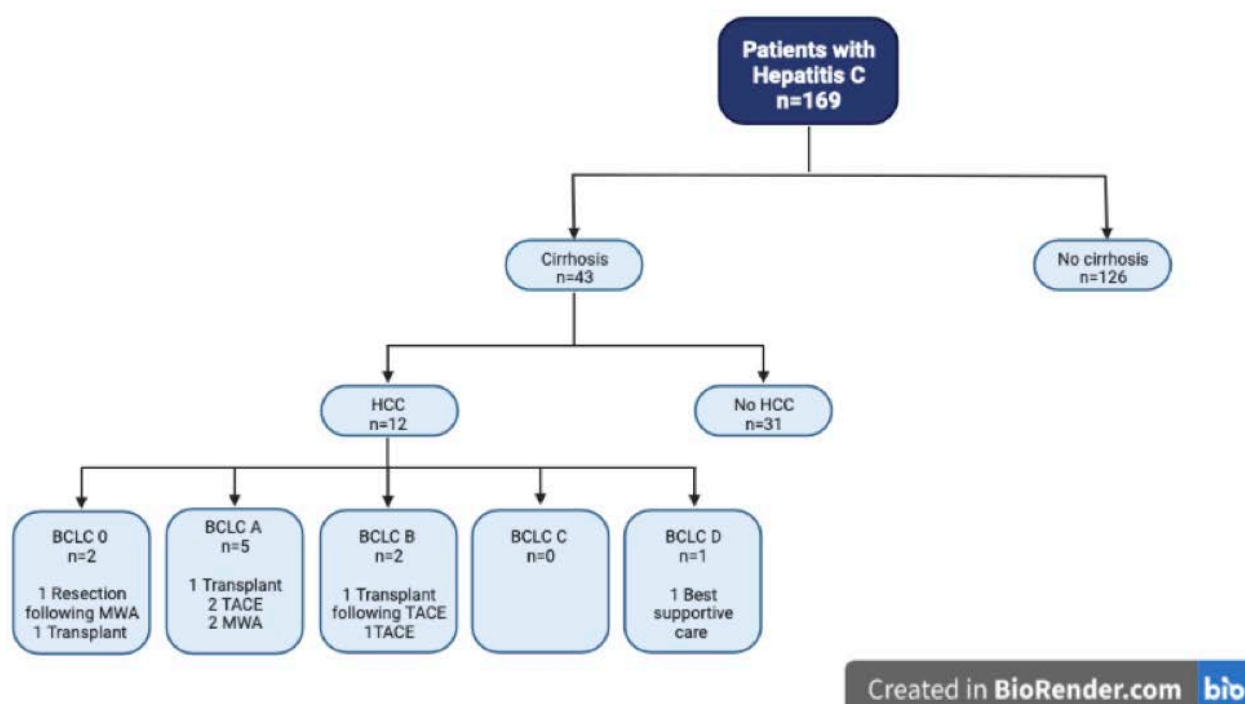 Patients with
Hepatitis C
n=169
Cirrhosis
n=43
No cirrhosis
n=126
HCC
n=12
No HCC
n=31
BCLC 0
n=2
1 Resection
following MWA
1 Transplant
BCLC A
n=5
1 Transplant
2 TACE
2 MWA
BCLC B
n=2
1 Transplant
following TACE
1TACE
BCLC C
n=0
BCLC D
n=1
1 Best
supportive
care
Created in BioRender.com bio